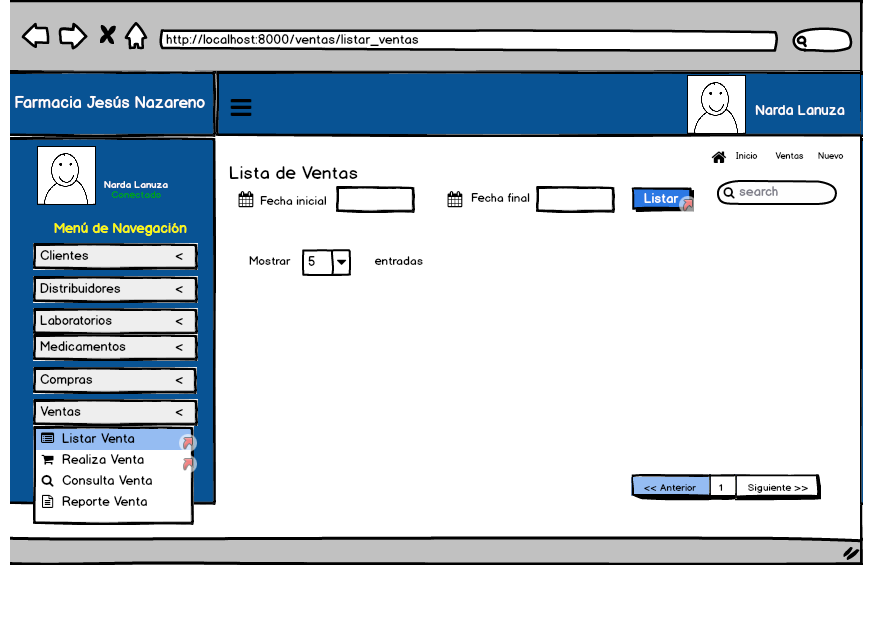 http://localhost:8000/ventas/listar_ventas
Farmacia Jesús Nazareno
Narda Lanuza
Narda Lanuza
Conectado
Menú de Navegación
Clientes <
Distribuidores <
Laboratorios <
Medicamentos <
Compras <
Ventas <
Listar Venta
Realiza Venta
Consulta Venta
Reporte Venta
Inicio Ventas Nuevo
Lista de Ventas
Fecha inicial Fecha final Listar search
Mostrar 5 entradas
<< Anterior 1 Siguiente >>